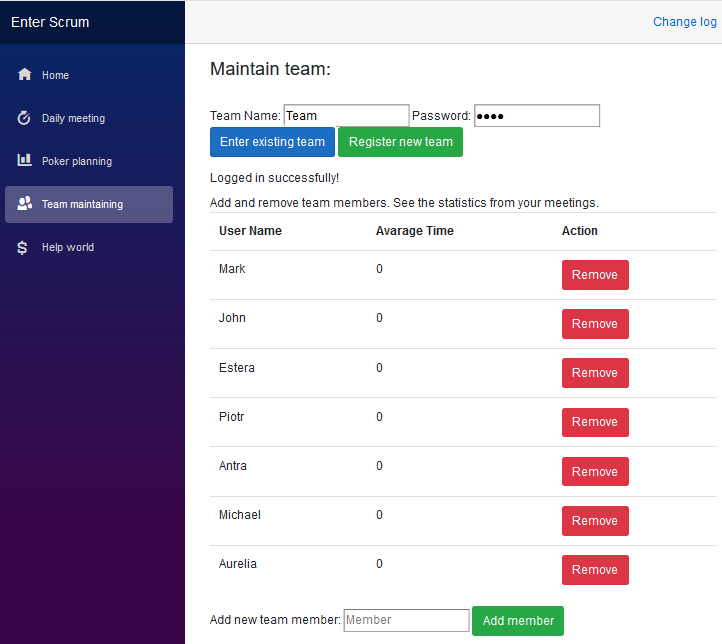 Enter Scrum
Change log
Home
Daily meeting
Poker planning
Team maintaining
Help world
Maintain team:
Team Name: Team Password: ●●●●
Enter existing team Register new team
Logged in successfully!
Add and remove team members. See the statistics from your meetings.
User Name Avarage Time Action
Mark 0 Remove
John 0 Remove
Estera 0 Remove
Piotr 0 Remove
Antra 0 Remove
Michael 0 Remove
Aurelia 0 Remove
Add new team member: Member Add member